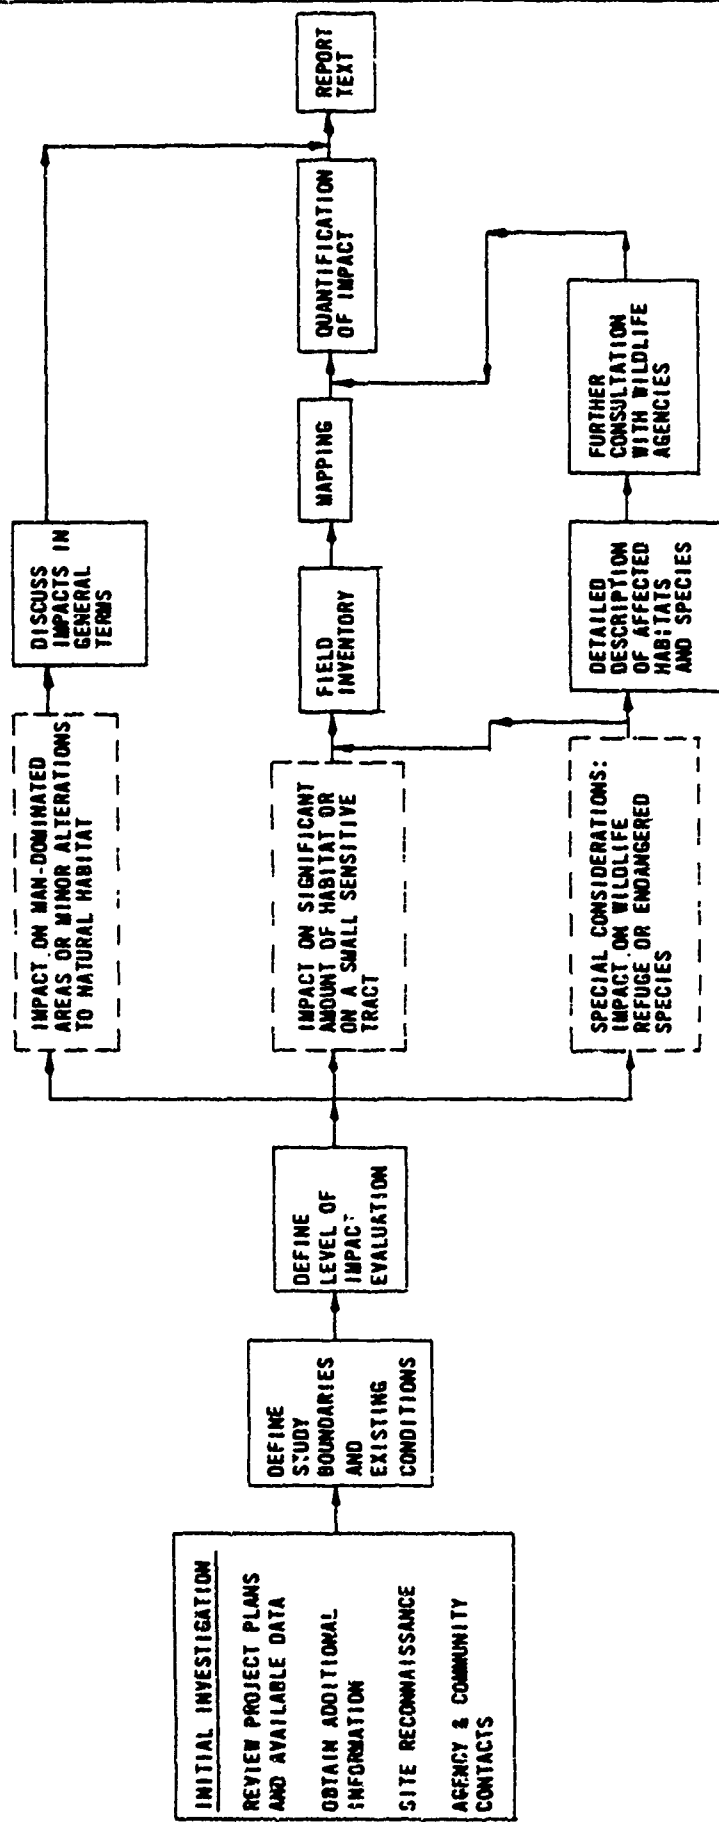 INITIAL INVESTIGATION
REVIEW PROJECT PLANS
AND AVAILABLE DATA
OBTAIN ADDITIONAL
INFORMATION
SITE RECONNAISSANCE
AGENCY & COMMUNITY
CONTACTS
DEFINE
STUDY
BOUNDARIES
AND
EXISTING
CONDITIONS
DEFINE
LEVEL OF
IMPACT
EVALUATION
IMPACT ON MAN-DOMINATED
AREAS OR MINOR ALTERATIONS
TO NATURAL HABITAT
DISCUSS
IMPACTS IN
GENERAL
TERMS
IMPACT ON SIGNIFICANT
AMOUNT OF HABITAT OR
ON A SMALL SENSITIVE
TRACT
FIELD
INVENTORY
MAPPING
QUANTIFICATION
OF IMPACT
REPORT
TEXT
SPECIAL CONSIDERATIONS:
IMPACT ON WILDLIFE
REFUGE OR ENDANGERED
SPECIES
DETAILED
DESCRIPTION
OF AFFECTED
HABITATS
AND SPECIES
FURTHER
CONSULTATION
WITH WILDLIFE
AGENCIES